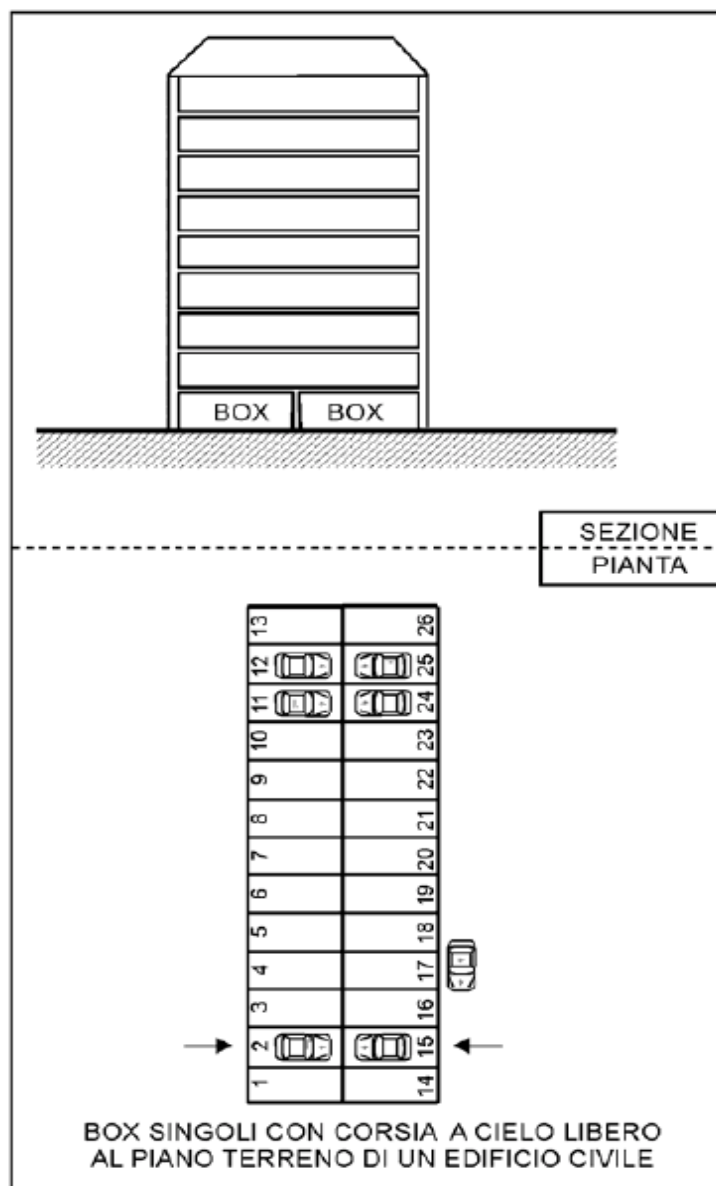 BOX BOX
SEZIONE
PIANTA
13 26
12 25
11 24
10 23
9 22
8 21
7 20
6 19
5 18
4 17
3 16
2 15
1 14
BOX SINGOLI CON CORSIA A CIELO LIBERO
AL PIANO TERRENO DI UN EDIFICIO CIVILE